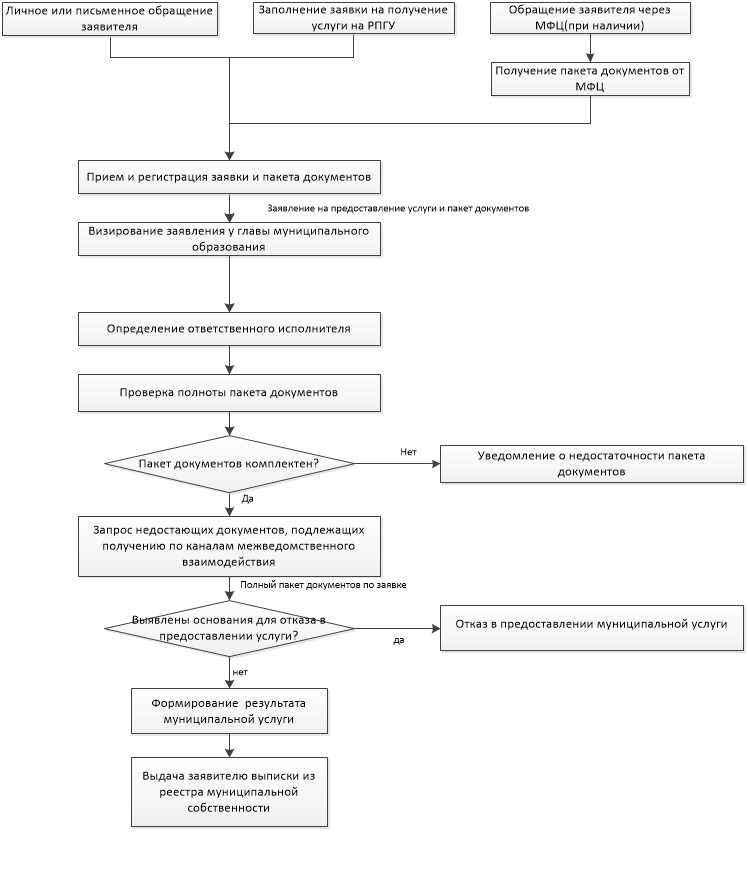 Личное или письменное обращение
заявителя
Заполнение заявки на получение
услуги на РПГУ
Обращение заявителя через
МФЦ(при наличии)
Получение пакета документов от
МФЦ
Прием и регистрация заявки и пакета документов
Заявление на предоставление услуги и пакет документов
Визирование заявления у главы муниципального
образования
Определение ответственного исполнителя
Проверка полноты пакета документов
Пакет документов комплектен?
Нет
Уведомление о недостаточности пакета
документов
Да
Запрос недостающих документов, подлежащих
получению по каналам межведомственного
взаимодействия
Полный пакет документов по заявке
Выявлены основания для отказа в
предоставлении услуги?
да
Отказ в предоставлении муниципальной услуги
нет
Формирование результата
муниципальной услуги
Выдача заявителю выписки из
реестра муниципальной
собственности